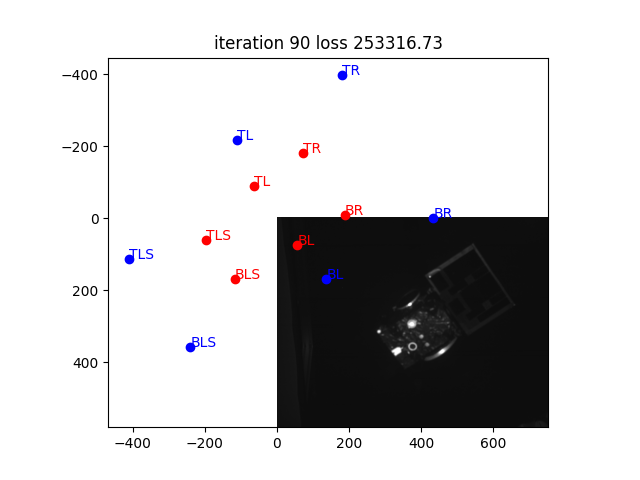 iteration 90 loss 253316.73
−400
TR
−200
TL
TR
TL
0
BR
BR
TLS
BL
TLS
BLS
BL
200
BLS
400
−400
−200
0
200
400
600